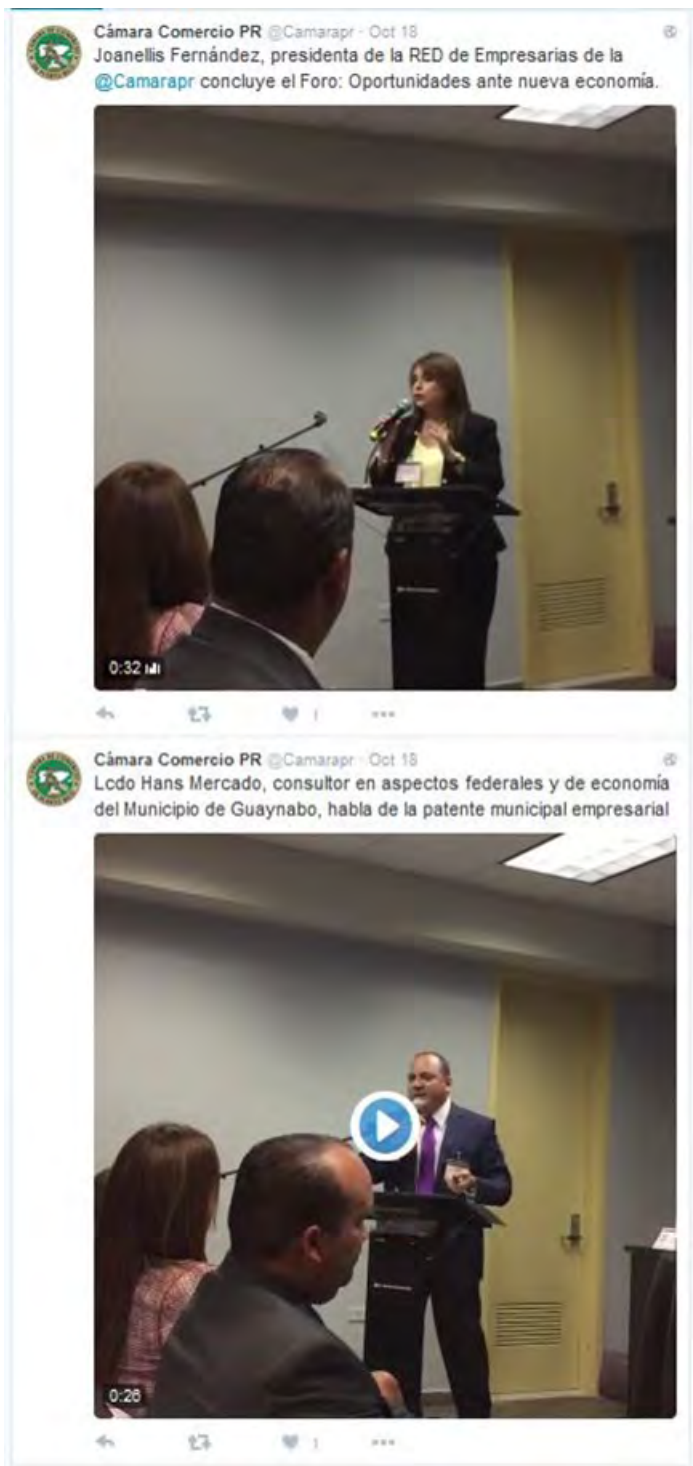 Cámara Comercio PR @Camarapr · Oct 18
Joanellis Fernández, presidenta de la RED de Empresarias de la
@Camarapr concluye el Foro: Oportunidades ante nueva economía.
0:32
1
Cámara Comercio PR @Camarapr · Oct 18
Lcdo Hans Mercado, consultor en aspectos federales y de economía
del Municipio de Guaynabo, habla de la patente municipal empresarial
0:26
1